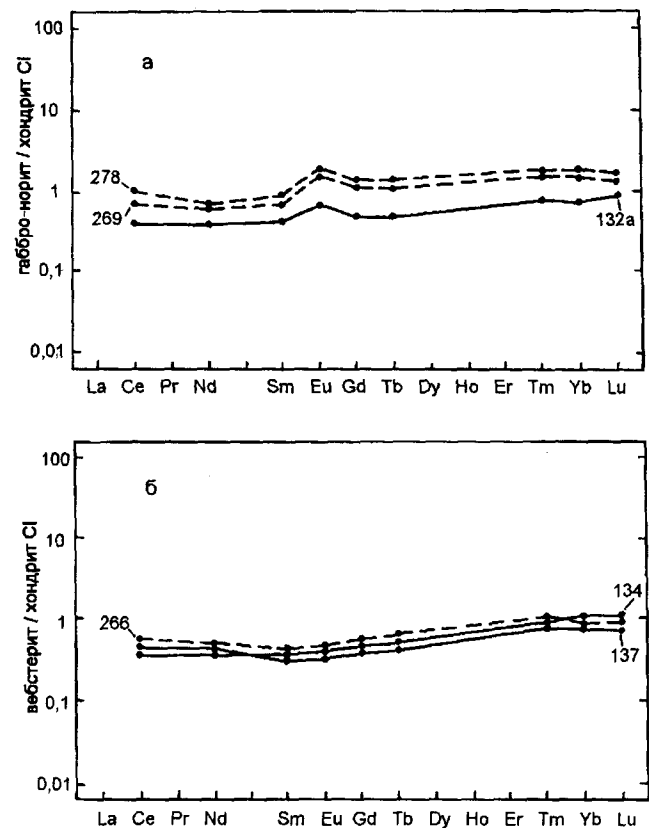 100
а
10
габбро-норит / хондрит CI
278
1
269
132а
0,1
0,01
La Ce Pr Nd Sm Eu Gd Tb Dy Ho Er Tm Yb Lu
100
б
10
вебстерит / хондрит CI
266
134
1
137
0,1
0,01
La Ce Pr Nd Sm Eu Gd Tb Dy Ho Er Tm Yb Lu